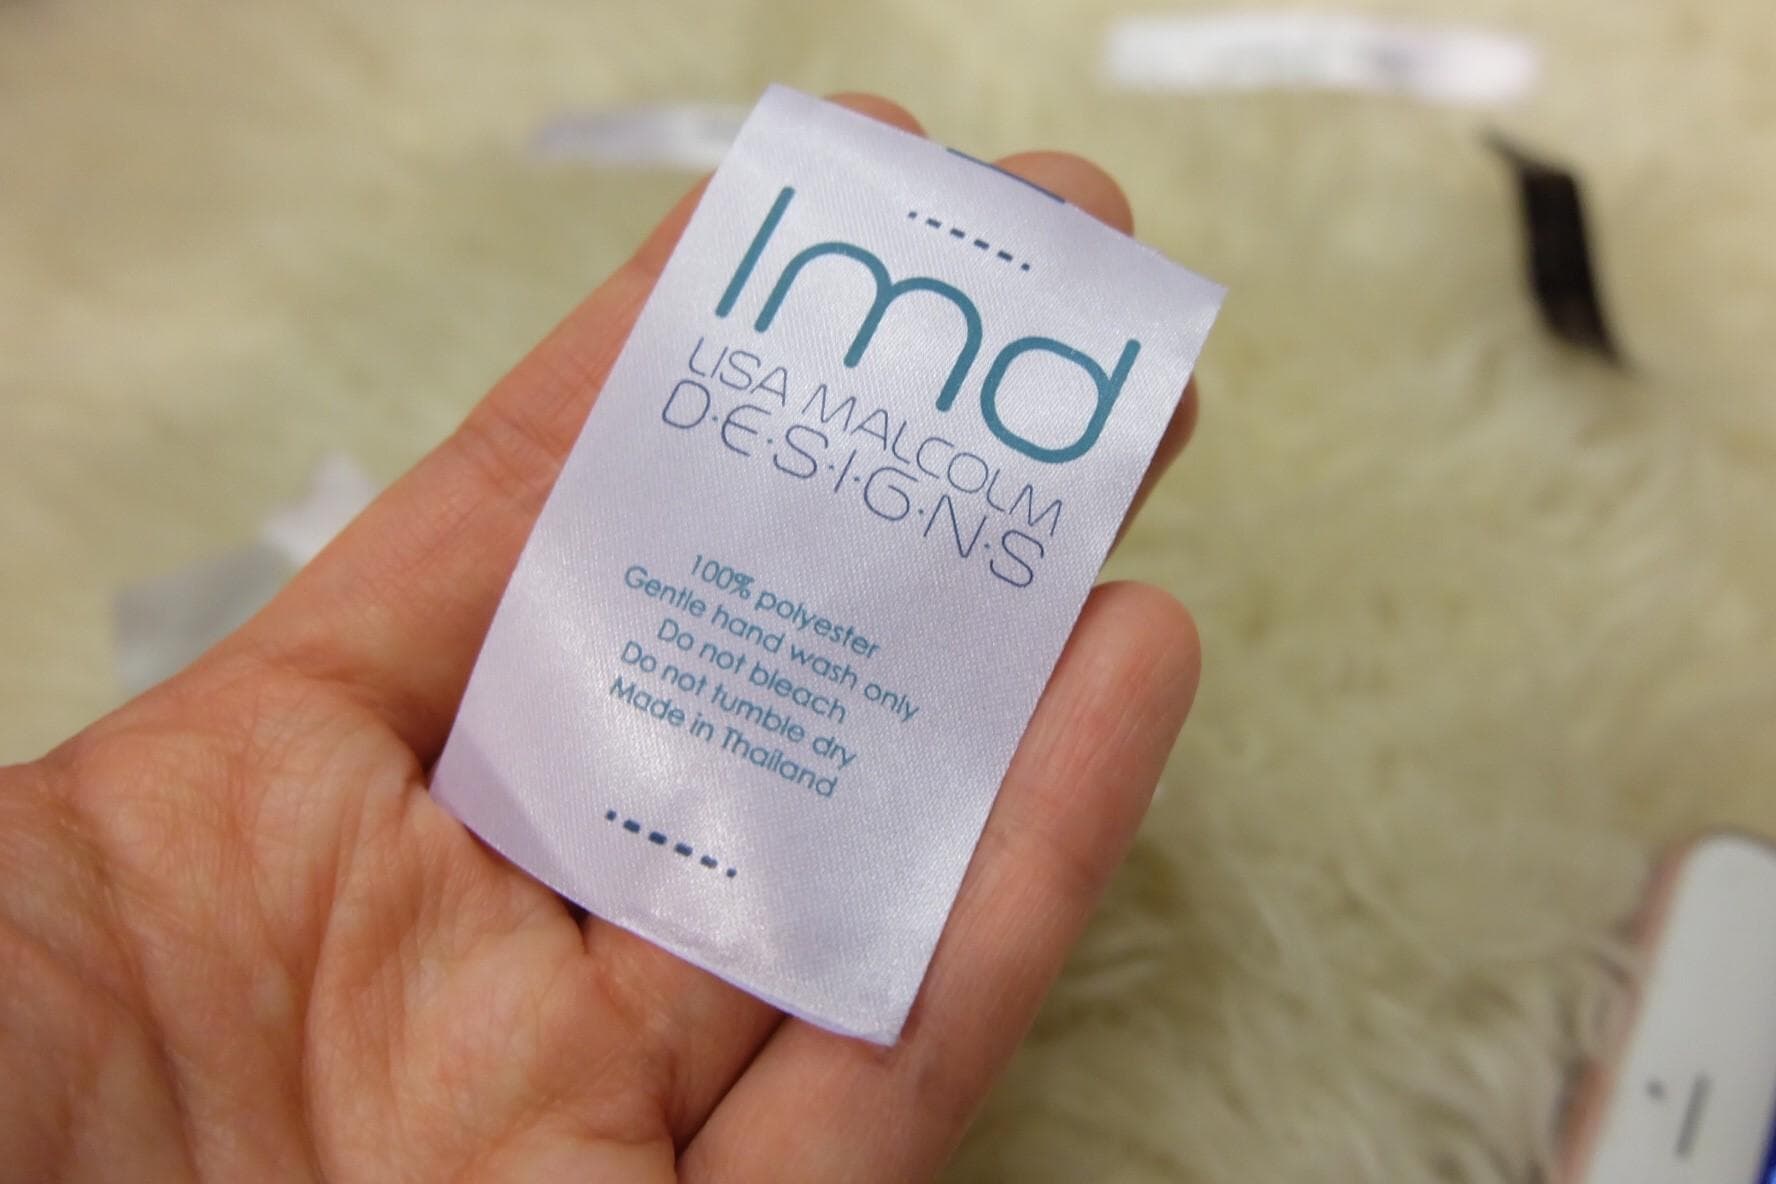 lmd
LISA MALCOLM
D·E·S·I·G·N·S
100% polyester
Gentle hand wash only
Do not bleach
Do not tumble dry
Made in Thailand